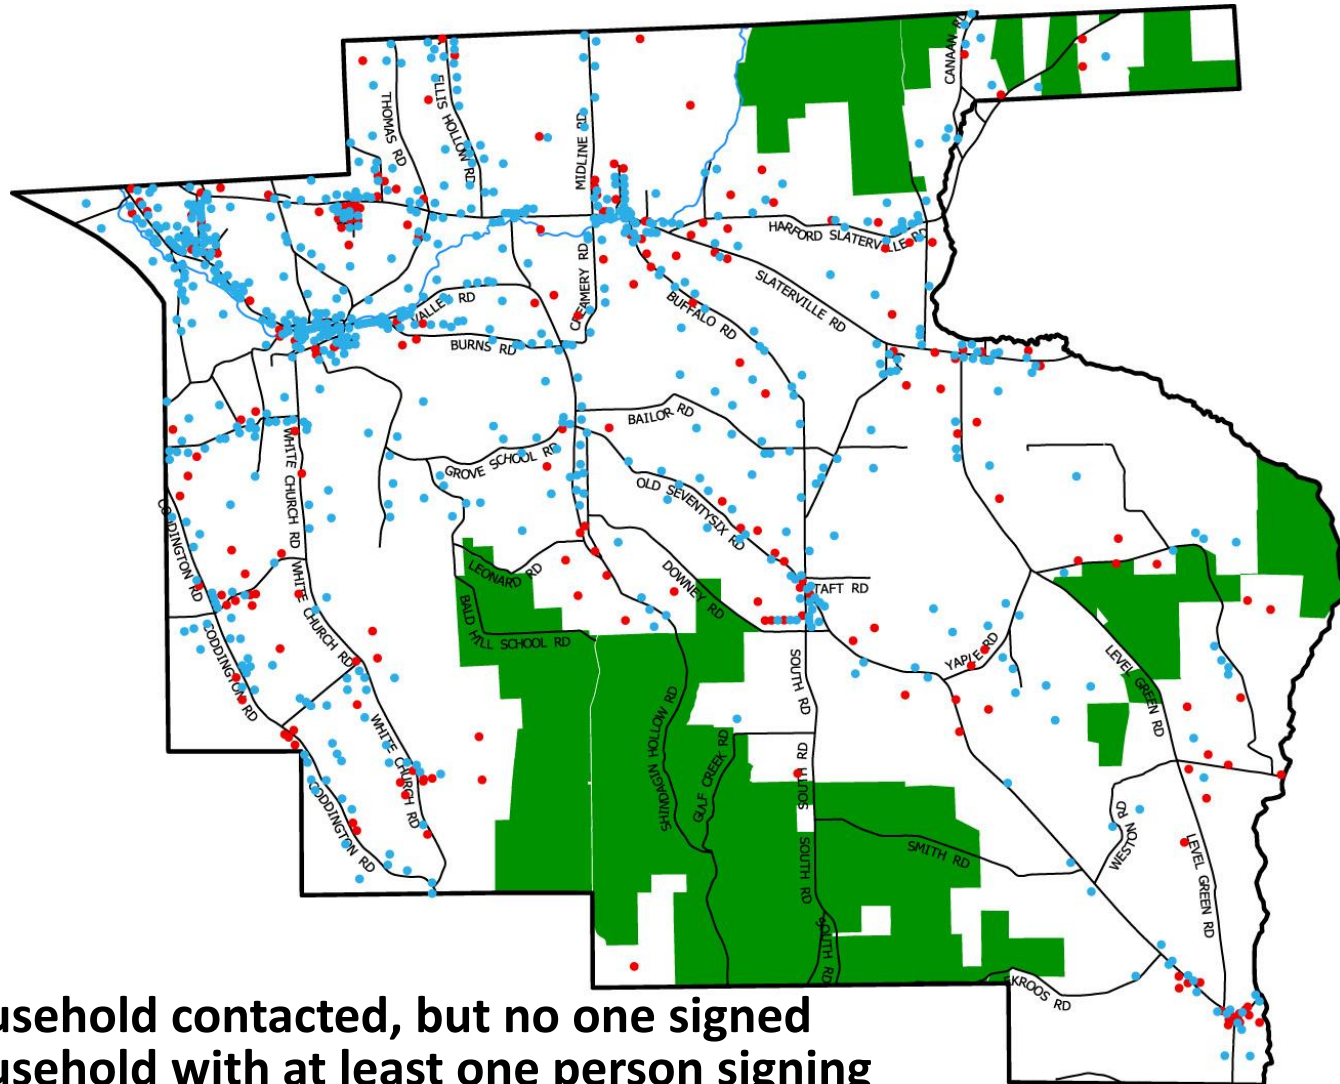 CANAAN RD
THOMAS RD
ELLIS HOLLOW RD
MIDLINE RD
HARFORD SLATERVILLE RD
SLATERVILLE RD
CREAMERY RD
VALLEY RD
BUFFALO RD
BURNS RD
BAILOR RD
WHITE CHURCH RD
GROVE SCHOOL RD
OLD SEVENTYSIX RD
CODDINGTON RD
LEONARD RD
DOWNEY RD
TAFT RD
WHITE CHURCH RD
BALD HILL SCHOOL RD
CODDINGTON RD
YAPLE RD
LEVEL GREEN RD
SOUTH RD
SHINDAGIN HOLLOW RD
WHITE CHURCH RD
GULF CREEK RD
SOUTH RD
CODDINGTON RD
WESTON RD
SMITH RD
SOUTH RD
LEVEL GREEN RD
SOUTH RD
KROOS RD
usehold contacted, but no one signed
usehold with at least one person signing